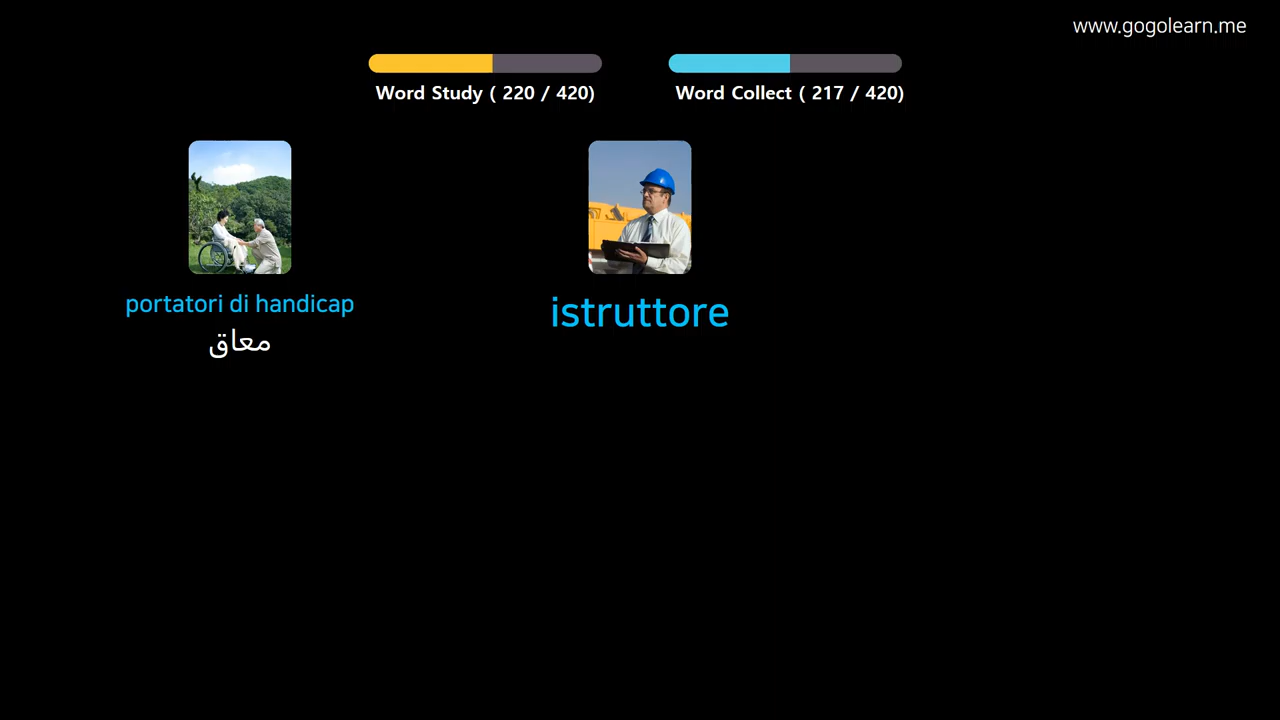 www.gogolearn.me
Word Study ( 220 / 420)
Word Collect ( 217 / 420)
portatori di handicap
معاق
istruttore